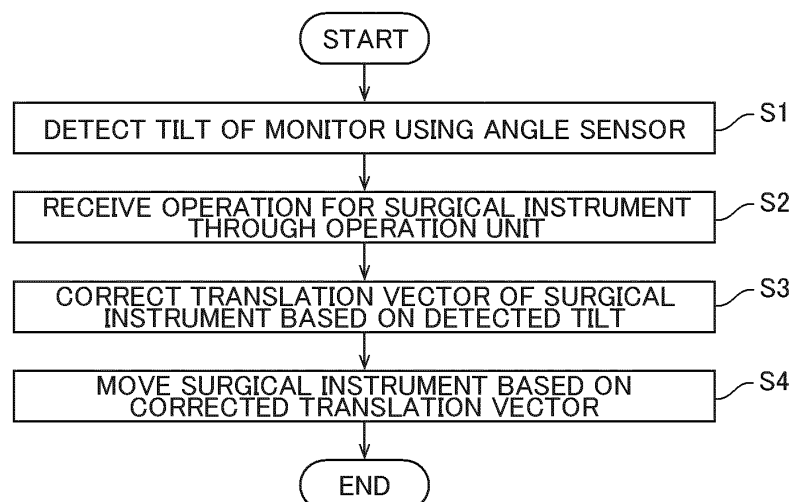 START
DETECT TILT OF MONITOR USING ANGLE SENSOR
S1
RECEIVE OPERATION FOR SURGICAL INSTRUMENT
THROUGH OPERATION UNIT
S2
CORRECT TRANSLATION VECTOR OF SURGICAL
INSTRUMENT BASED ON DETECTED TILT
S3
MOVE SURGICAL INSTRUMENT BASED ON
CORRECTED TRANSLATION VECTOR
S4
END